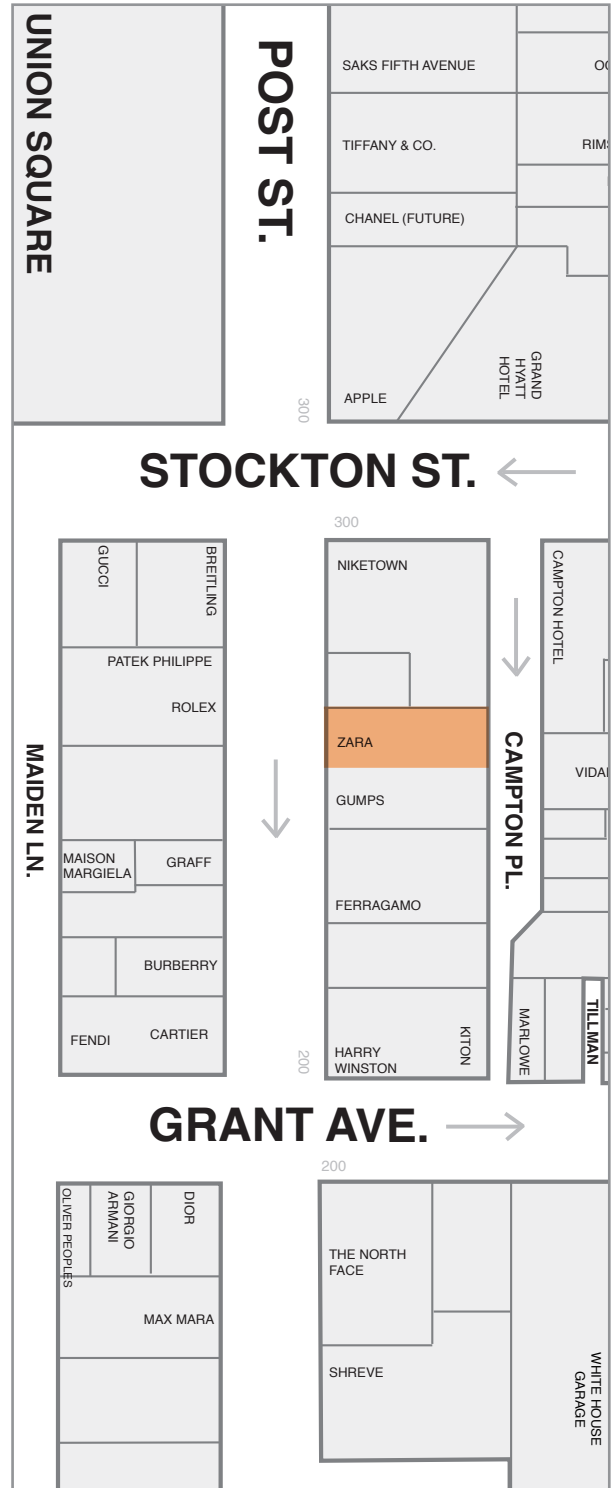 UNION SQUARE
POST ST.
SAKS FIFTH AVENUE
TIFFANY & CO.
CHANEL (FUTURE)
APPLE
GRAND
HYATT
HOTEL
300
STOCKTON ST.
300
GUCCI
BREITLING
PATEK PHILIPPE
ROLEX
NIKETOWN
CAMPTON HOTEL
ZARA
GUMPS
MAIDEN LN.
CAMPTON PL.
MAISON
MARGIELA
GRAFF
FERRAGAMO
BURBERRY
FENDI
CARTIER
200
HARRY
WINSTON
KITON
MARLOWE
TILLMAN
GRANT AVE.
200
OLIVER PEOPLES
GIORGIO
ARMANI
DIOR
MAX MARA
THE NORTH
FACE
SHREVE
WHITE HOUSE
GARAGE